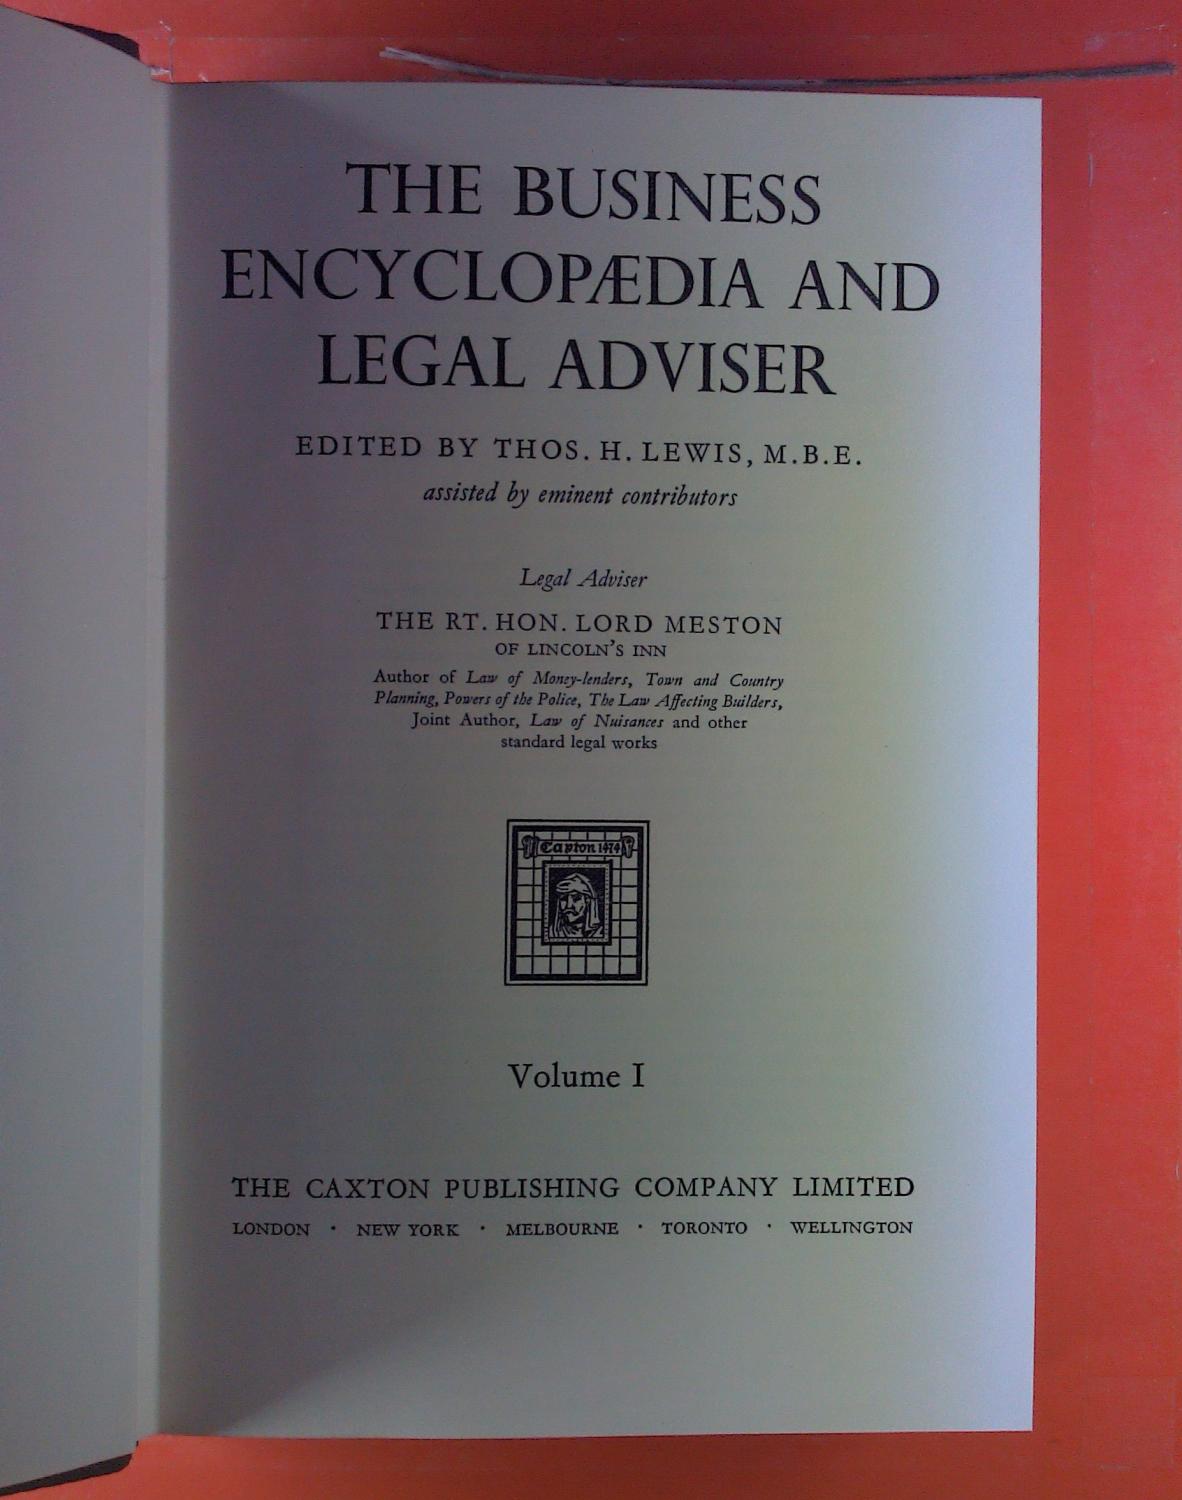 THE BUSINESS
ENCYCLOPÆDIA AND
LEGAL ADVISER
EDITED BY THOS. H. LEWIS, M.B.E.
assisted by eminent contributors
Legal Adviser
THE RT. HON. LORD MESTON
OF LINCOLN'S INN
Author of Law of Money-lenders, Town and Country
Planning, Powers of the Police, The Law Affecting Builders,
Joint Author, Law of Nuisances and other
standard legal works
Caxton 1474
Volume I
THE CAXTON PUBLISHING COMPANY LIMITED
LONDON · NEW YORK · MELBOURNE · TORONTO · WELLINGTON